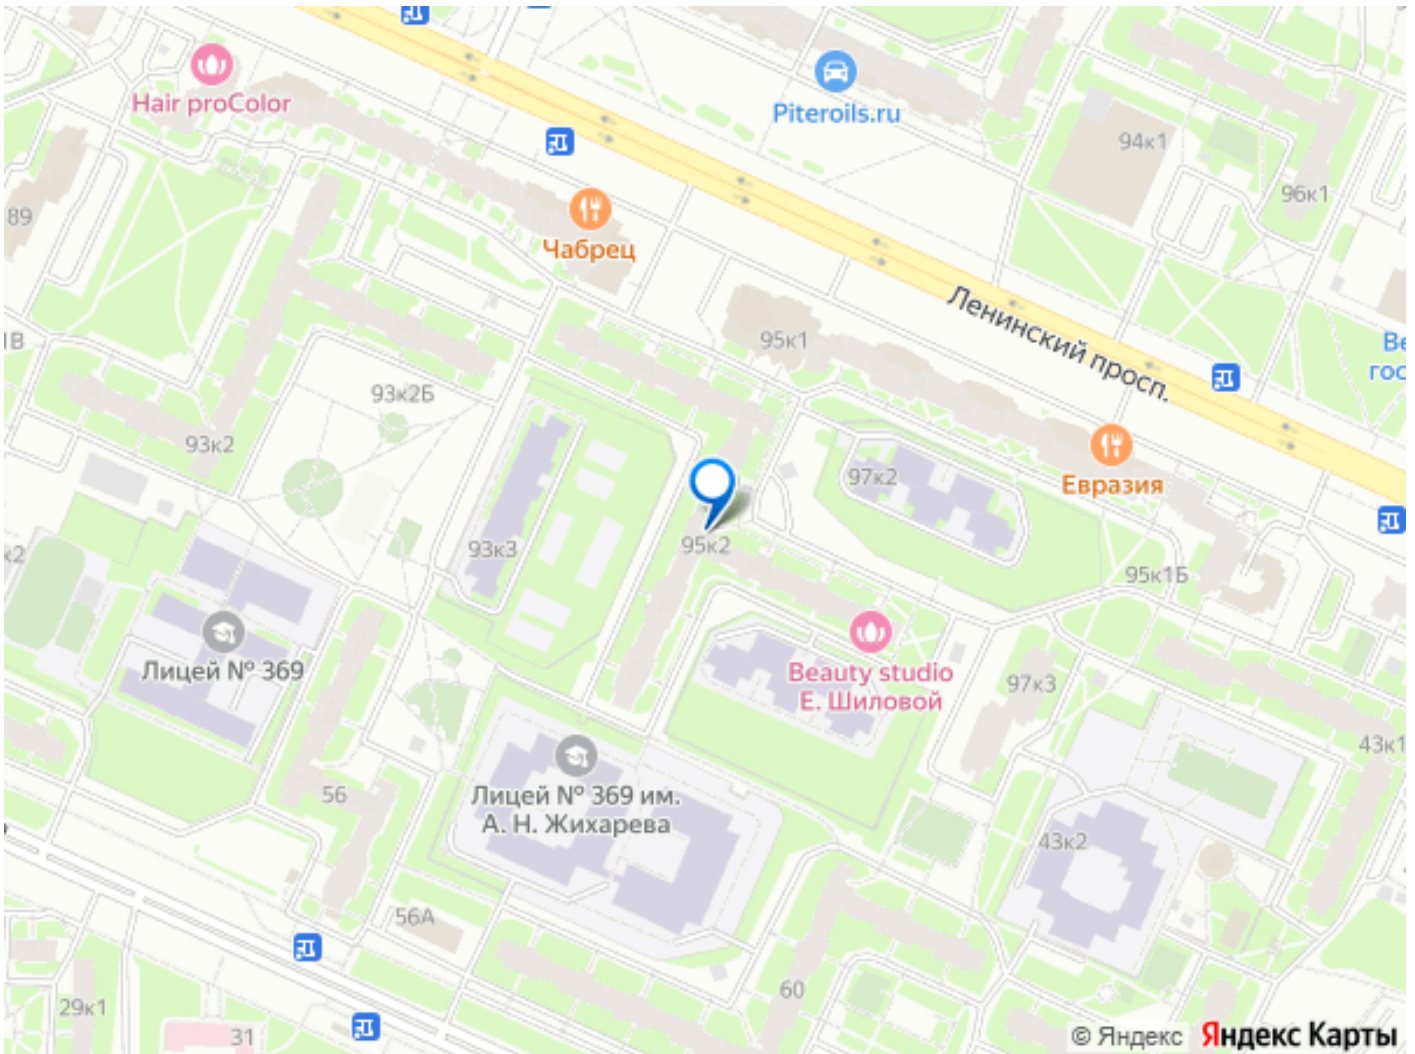 Hair proColor
Piteroils.ru
94к1
96к1
89
Чабрец
Ленинский просп.
95к1
93к2Б
93к2
97к2
Евразия
93к3
95к2
95к1Б
Лицей № 369
Beauty studio
Е. Шиловой
97к3
43к1
56
Лицей № 369 им.
А. Н. Жихарева
43к2
56А
60
29к1
31
© Яндекс Яндекс Карты